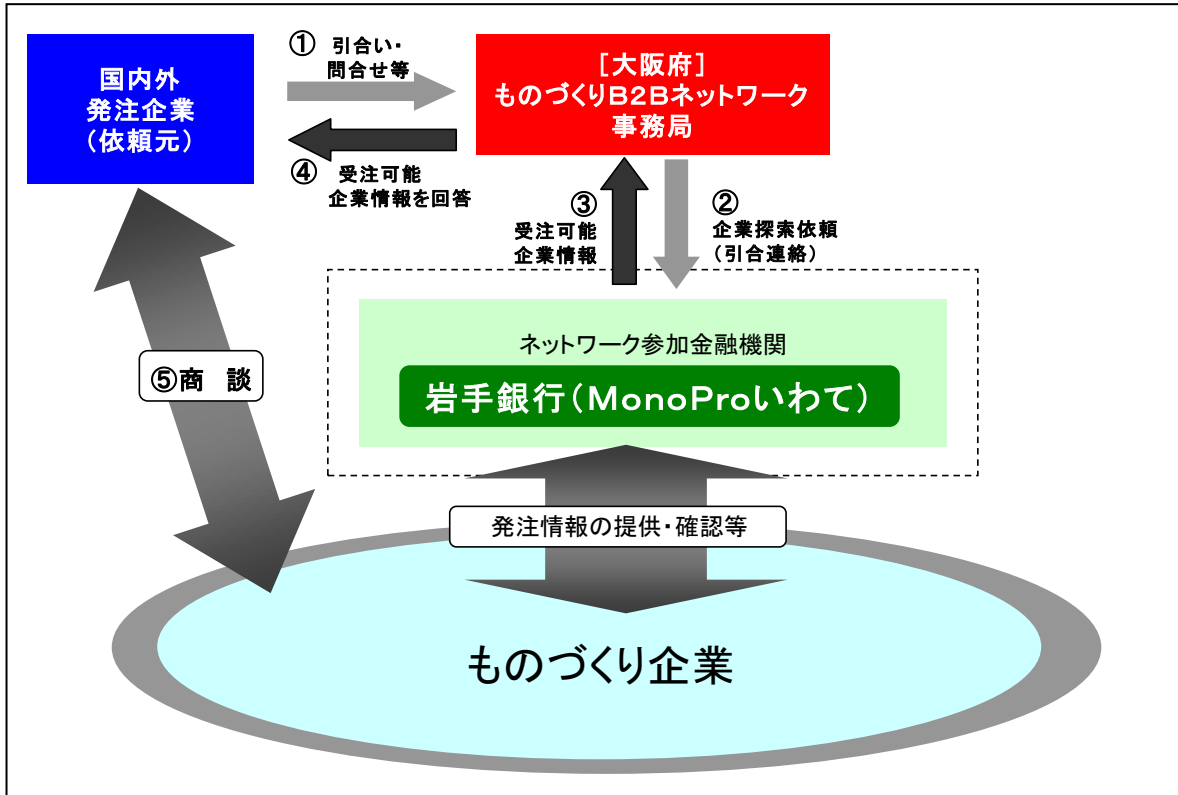 国内外
発注企業
（依頼元）
① 引合い・
問合せ等
［大阪府］
ものづくりＢ２Ｂネットワーク
事務局
④ 受注可能
企業情報を回答
③
受注可能
企業情報
②
企業探索依頼
（引合連絡）
ネットワーク参加金融機関
岩手銀行（ＭｏｎｏＰｒｏいわて）
⑤商　談
発注情報の提供・確認等
ものづくり企業